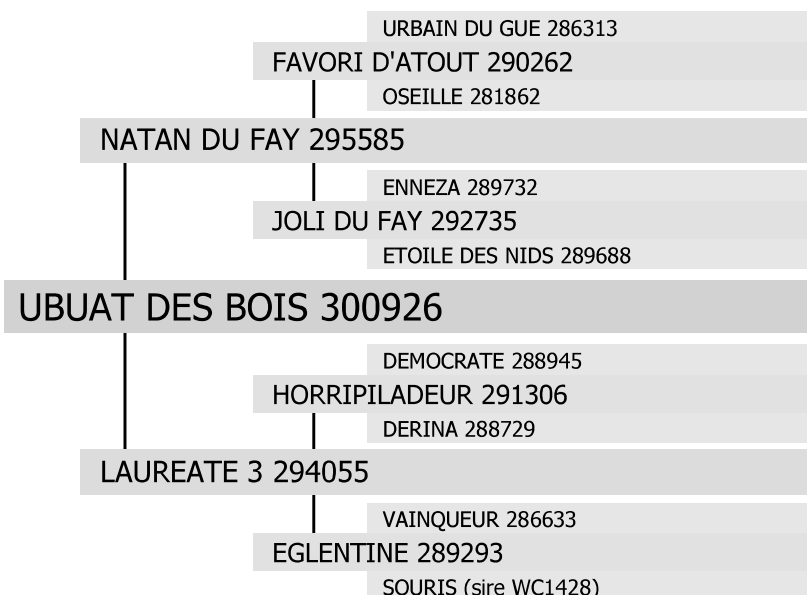 URBAIN DU GUE 286313
FAVORI D'ATOUT 290262
OSEILLE 281862
NATAN DU FAY 295585
ENNEZA 289732
JOLI DU FAY 292735
ETOILE DES NIDS 289688
UBUAT DES BOIS 300926
DEMOCRATE 288945
HORRIPILADEUR 291306
DERINA 288729
LAUREATE 3 294055
VAINQUEUR 286633
EGLENTINE 289293
SOURIS (sire WC1428)